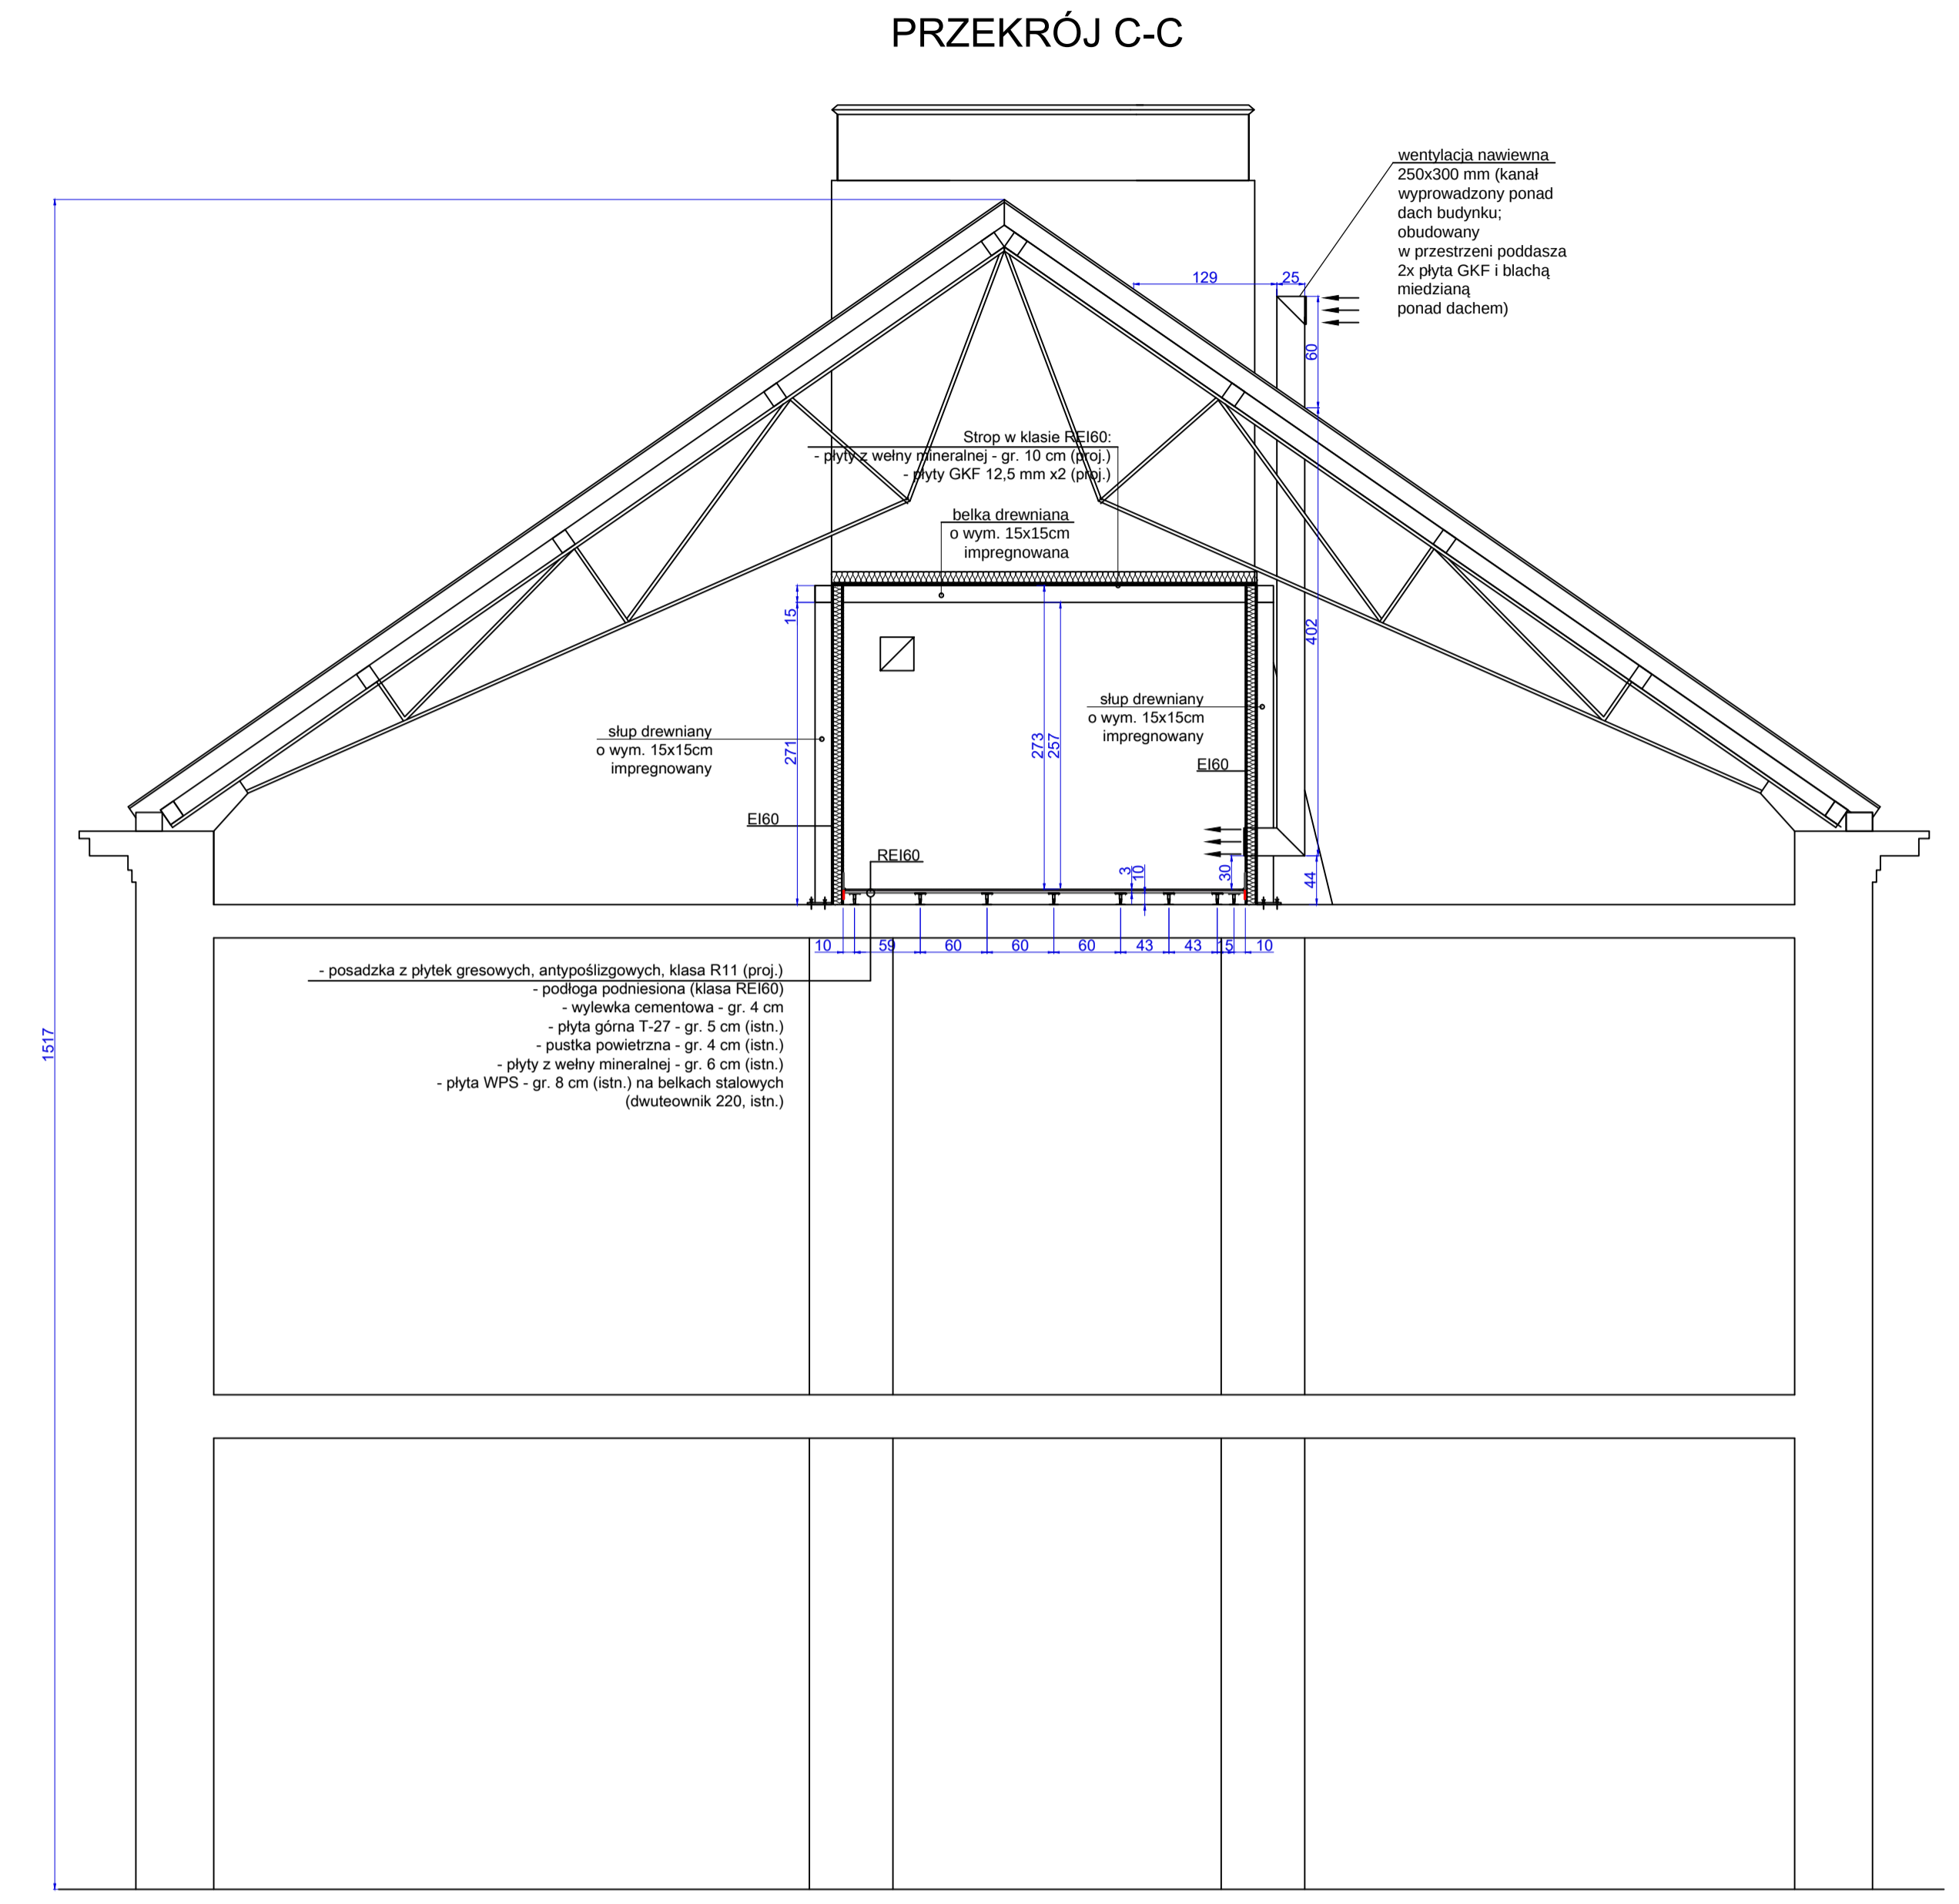 PRZEKRÓJ C-C
wentylacja nawiewna
250x300 mm (kanał
wyprowadzony ponad
dach budynku;
obudowany
w przestrzeni poddasza
2x płyta GKF i blachą
miedzianą
ponad dachem)
129
25
60
Strop w klasie REI60:
- płyty z wełny mineralnej - gr. 10 cm (proj.)
- płyty GKF 12,5 mm x2 (proj.)
belka drewniana
o wym. 15x15cm
impregnowana
15
402
słup drewniany
o wym. 15x15cm
impregnowany
słup drewniany
o wym. 15x15cm
impregnowany
271
273
257
EI60
EI60
REI60
3
10
30
44
10
59
60
60
60
43
43
15
10
- posadzka z płytek gresowych, antypoślizgowych, klasa R11 (proj.)
- podłoga podniesiona (klasa REI60)
- wylewka cementowa - gr. 4 cm
- płyta górna T-27 - gr. 5 cm (istn.)
- pustka powietrzna - gr. 4 cm (istn.)
- płyty z wełny mineralnej - gr. 6 cm (istn.)
- płyta WPS - gr. 8 cm (istn.) na belkach stalowych
(dwuteownik 220, istn.)
1517